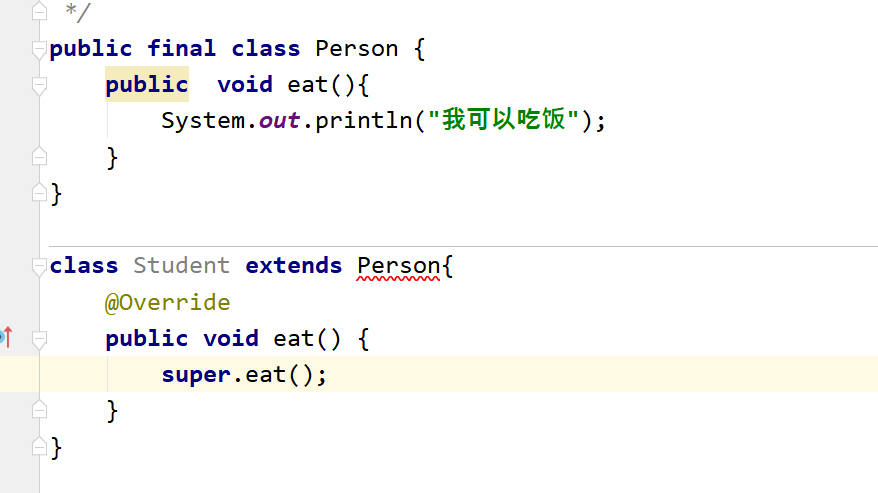 */
public final class Person {
public  void eat(){
System.out.println("我可以吃饭");
}
}
class Student extends Person{
@Override
public void eat() {
super.eat();
}
}